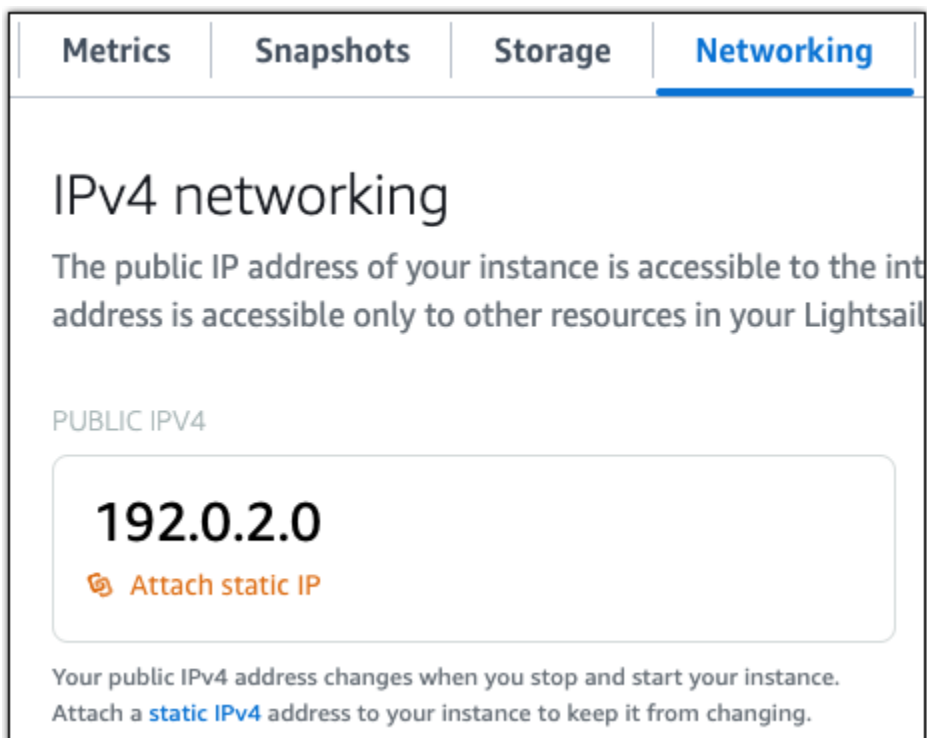 Metrics Snapshots Storage Networking
IPv4 networking
The public IP address of your instance is accessible to the int
address is accessible only to other resources in your Lightsail
PUBLIC IPV4
192.0.2.0
Attach static IP
Your public IPv4 address changes when you stop and start your instance.
Attach a static IPv4 address to your instance to keep it from changing.